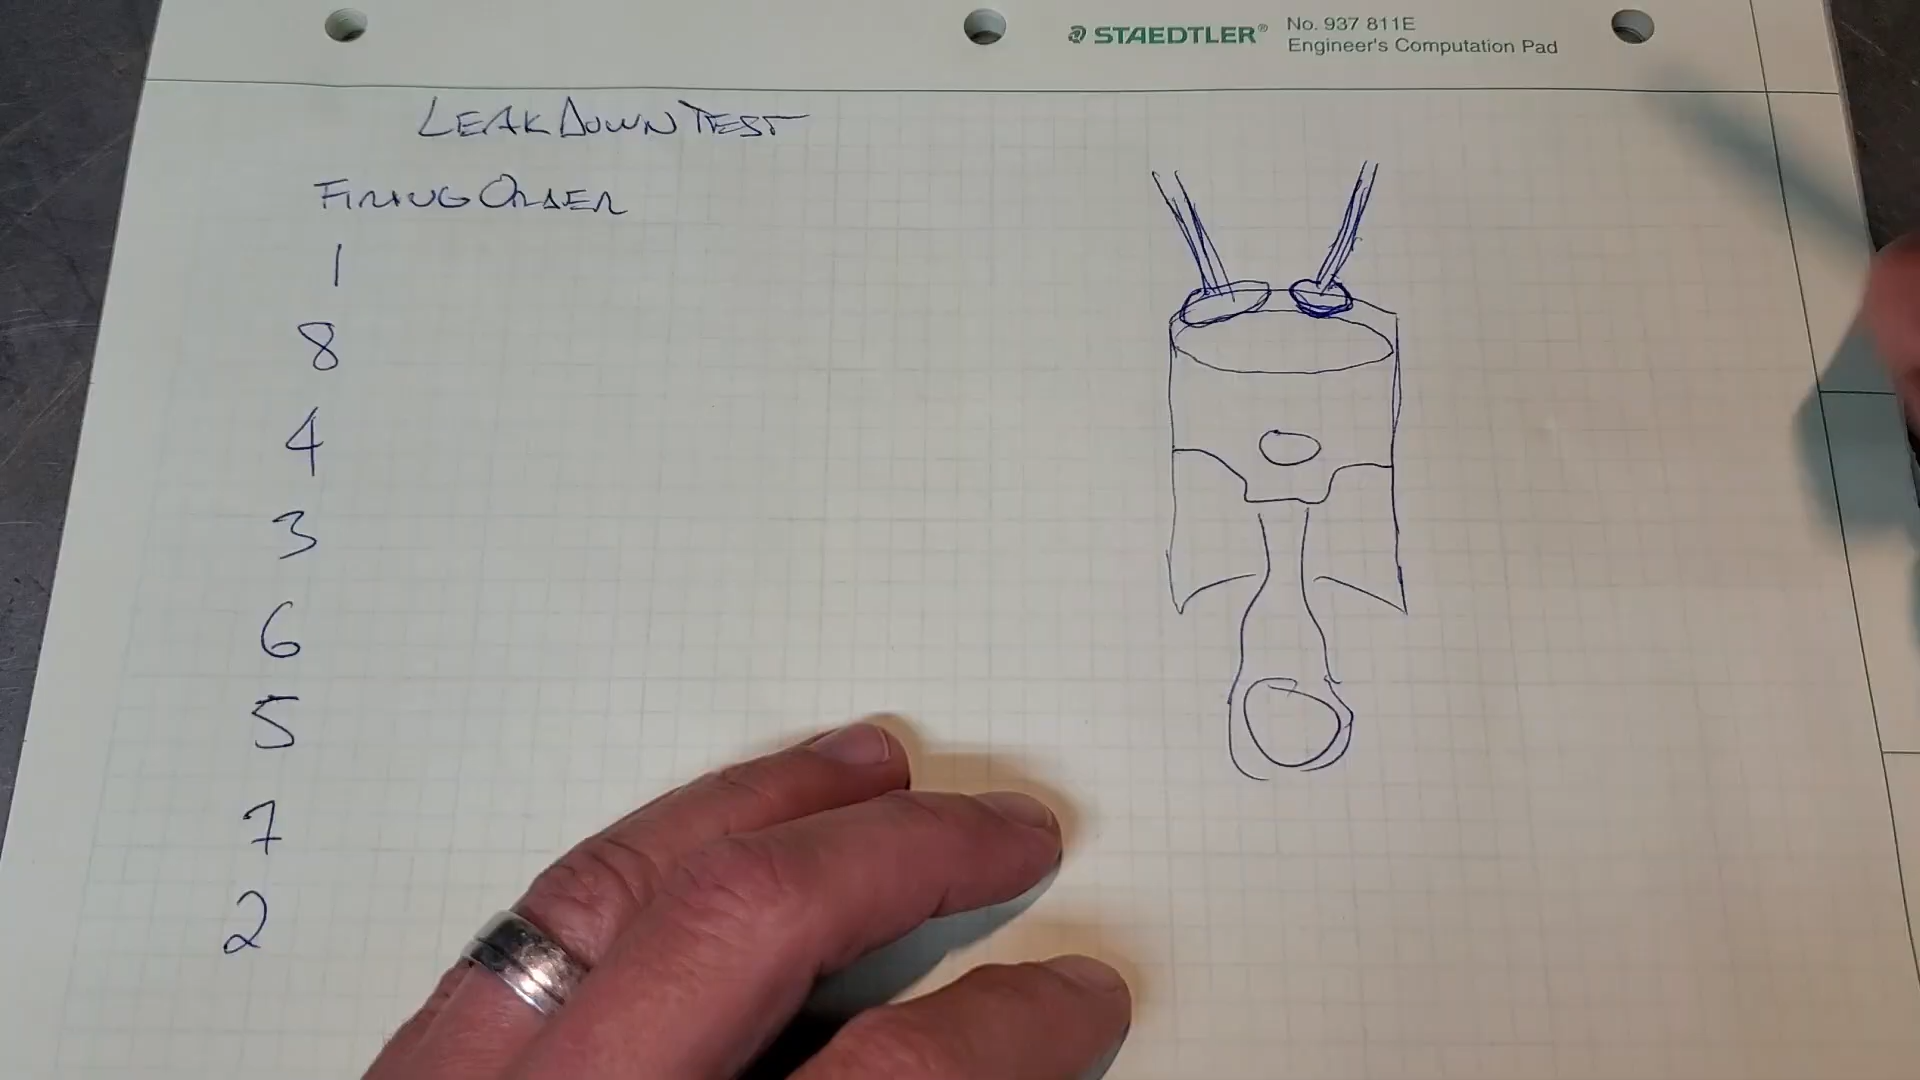 STAEDTLER® No. 937 811E
Engineer's Computation Pad
LEAK DOWN TEST
FIRING ORDER
1
8
4
3
6
5
7
2